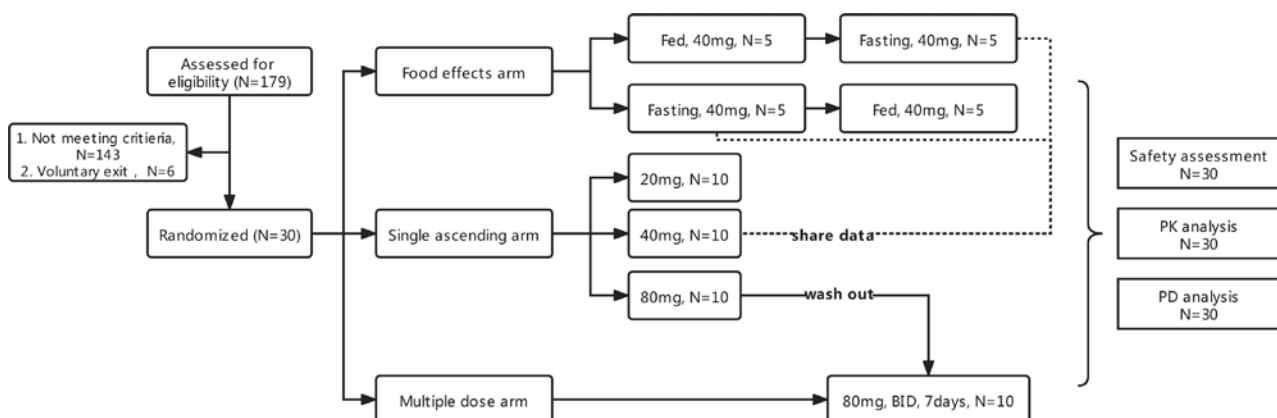 Assessed for
eligibility (N=179)
1. Not meeting critieria,
N=143
2. Voluntary exit , N=6
Randomized (N=30)
Food effects arm
Fed, 40mg, N=5
Fasting, 40mg, N=5
Fasting, 40mg, N=5
Fed, 40mg, N=5
Single ascending arm
20mg, N=10
40mg, N=10
share data
80mg, N=10
wash out
Multiple dose arm
80mg, BID, 7days, N=10
Safety assessment
N=30
PK analysis
N=30
PD analysis
N=30